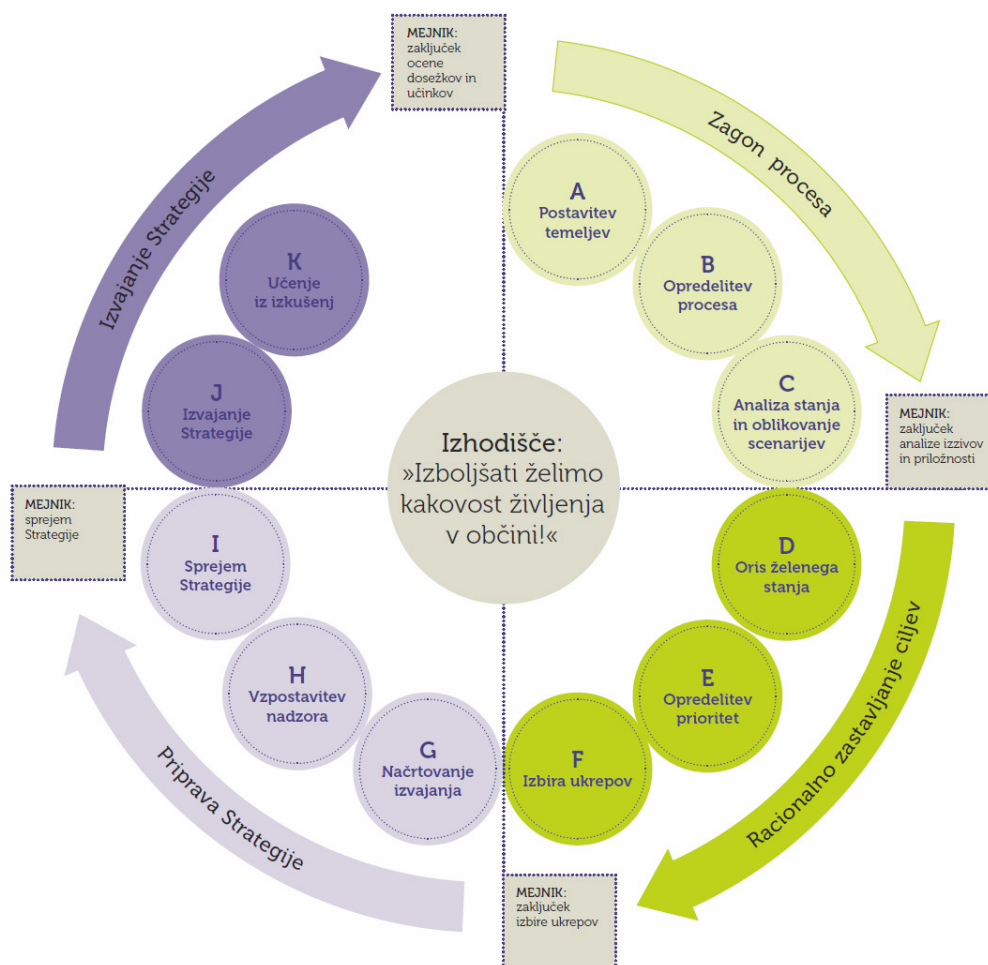 MEJNIK:
zaključek
ocene
dosežkov in
učinkov
Zagon procesa
A
Postavitev
temeljev
B
Opredelitev
procesa
C
Analiza stanja
in oblikovanje
scenarijev
MEJNIK:
zaključek
analize izzivov
in priložnosti
Racionalno zastavljanje ciljev
D
Oris želenega
stanja
E
Opredelitev
prioritet
F
Izbira ukrepov
MEJNIK:
zaključek
izbire ukrepov
Priprava Strategije
G
Načrtovanje
izvajanja
H
Vzpostavitev
nadzora
I
Sprejem
Strategije
MEJNIK:
sprejem
Strategije
Izvajanje Strategije
J
Izvajanje
Strategije
K
Učenje
iz izkušenj
Izhodišče:
»Izboljšati želimo
kakovost življenja
v občini!«